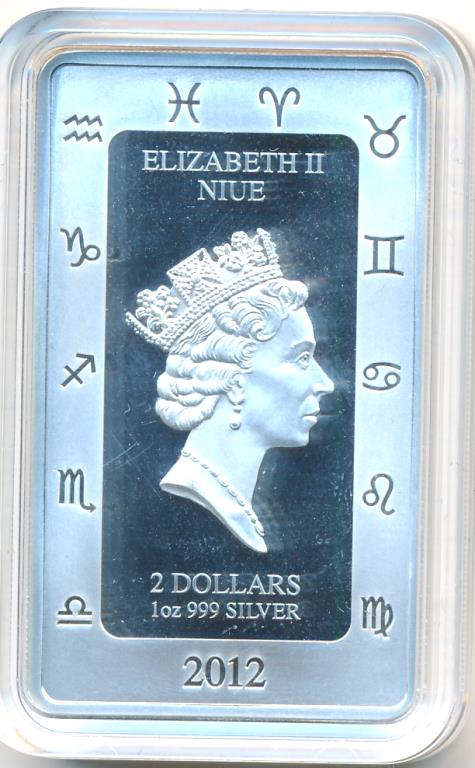 ELIZABETH II
NIUE
2 DOLLARS
1oz 999 SILVER
2012